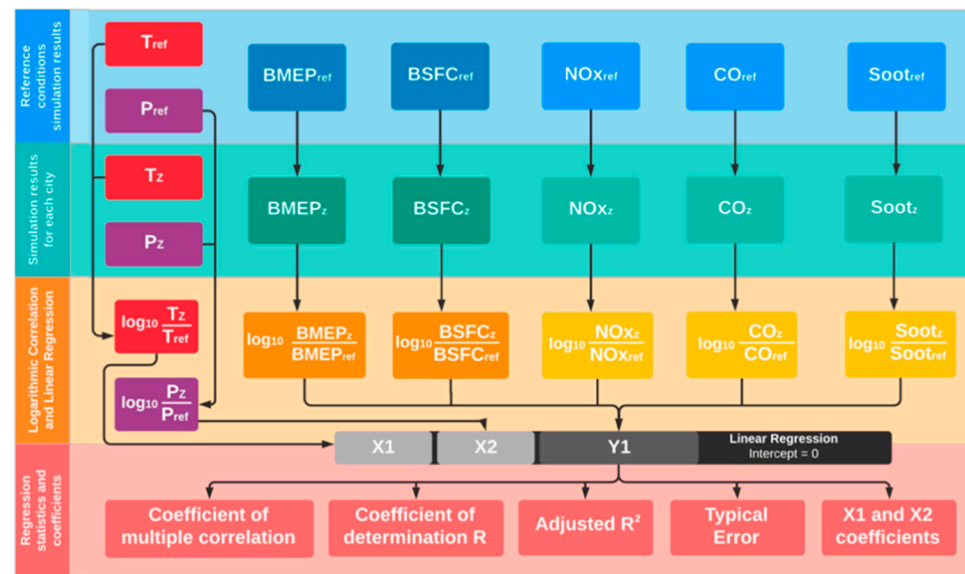 Reference
conditions
simulation results
Tref
Pref
BMEPref
BSFCref
NOxref
COref
Sootref
Simulation results
for each city
Tz
Pz
BMEPz
BSFCz
NOxz
COz
Sootz
Logarithmic Correlation
and Linear Regression
log10 Tz
Tref
log10 Pz
Pref
log10 BMEPz
BMEPref
log10 BSFCz
BSFCref
log10 NOxz
NOxref
log10 COz
COref
log10 Sootz
Sootref
X1
X2
Y1
Linear Regression
Intercept = 0
Regression
statistics and
coefficients
Coefficient of
multiple correlation
Coefficient of
determination R
Adjusted R²
Typical
Error
X1 and X2
coefficients